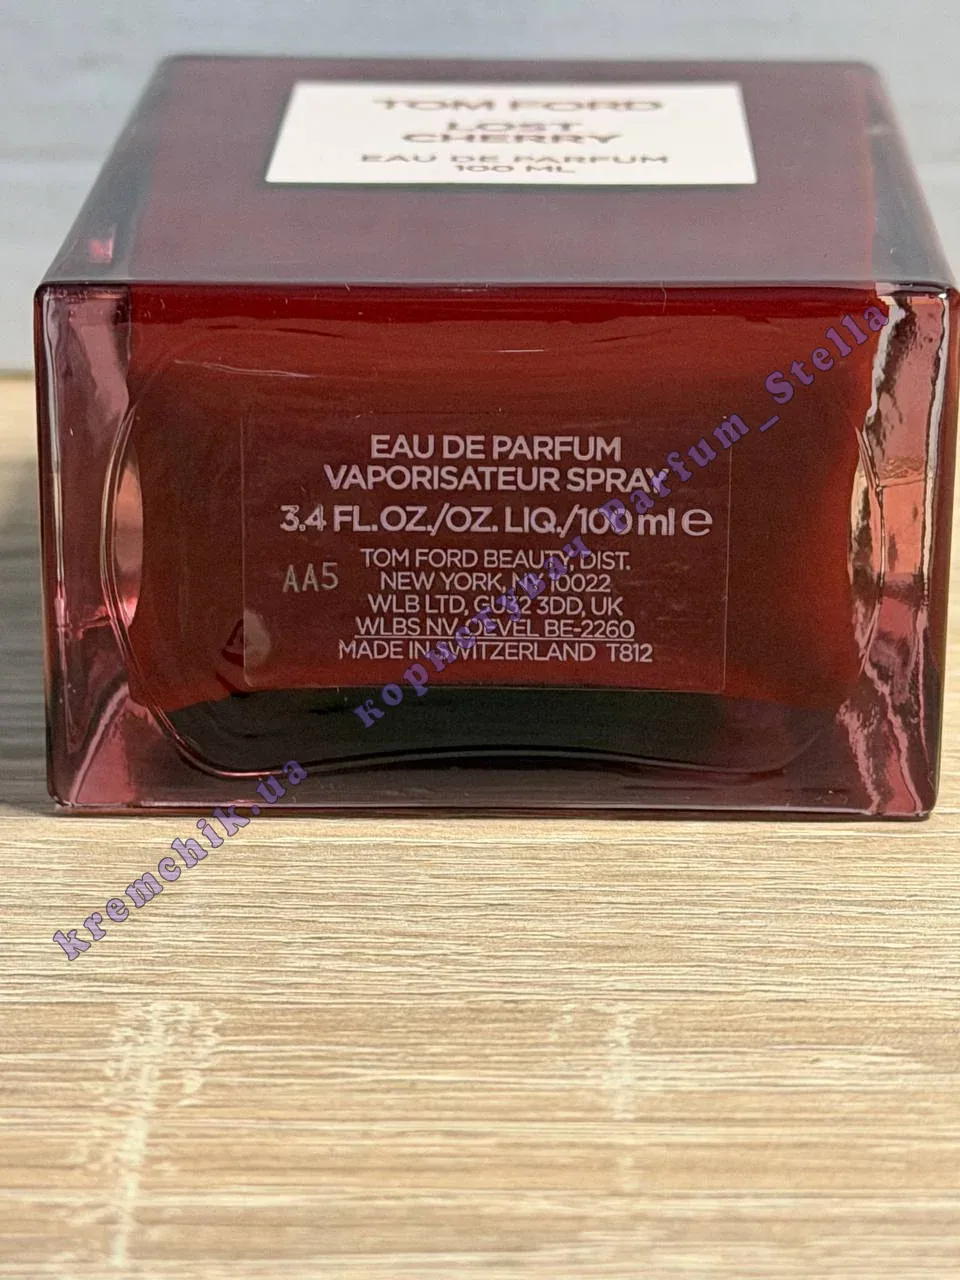 TOM FORD
LOST
CHERRY
EAU DE PARFUM
100 ML
EAU DE PARFUM
VAPORISATEUR SPRAY
3.4 FL.OZ./OZ. LIQ./100 ml e
TOM FORD BEAUTY, DIST.
NEW YORK, NY 10022
AA5
WLB LTD, GU32 3DD, UK
WLBS NV, OEVEL BE-2260
MADE IN SWITZERLAND T812
kremchik.ua користувач Parfum_Stella